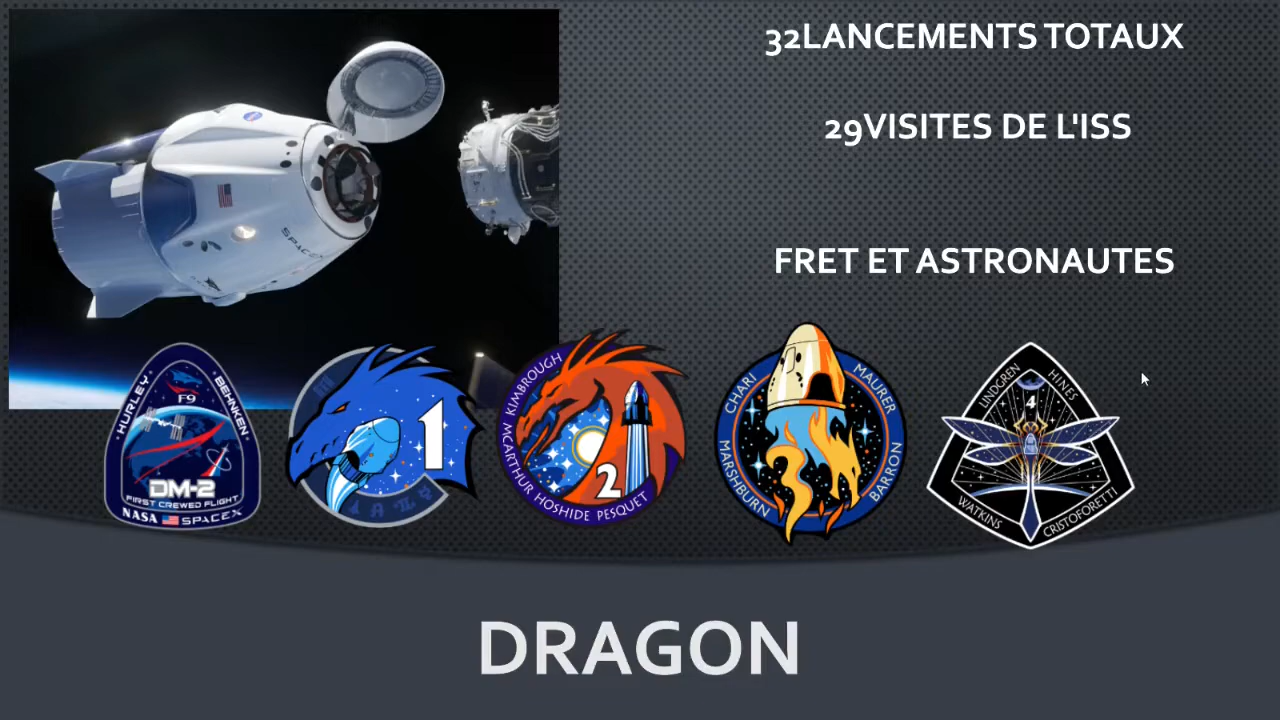 32LANCEMENTS TOTAUX
29VISITES DE L'ISS
FRET ET ASTRONAUTES
SPACEX
HURLEY
BEHNKEN
F9
DM-2
FIRST CREWED FLIGHT
NASA SPACEX
1
KIMBROUGH
MCARTHUR HOSHIDE PESQUET
2
CHARI
MAURER
MARSHBURN
BARRON
LINDGREN
HINES
4
WATKINS
CRISTOFORETTI
DRAGON